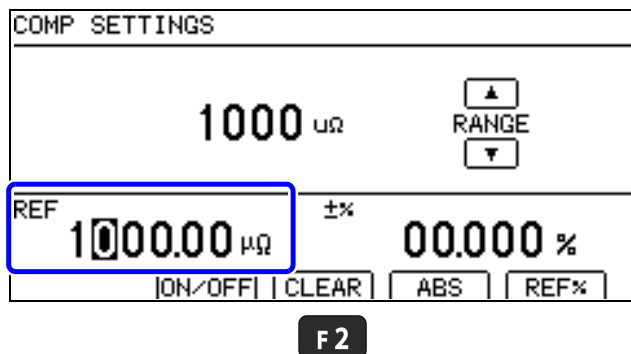 COMP SETTINGS
1000 uΩ
▲
RANGE
▼
REF
±%
1000.00 μΩ
00.000 %
ON/OFF CLEAR ABS REF%
F2